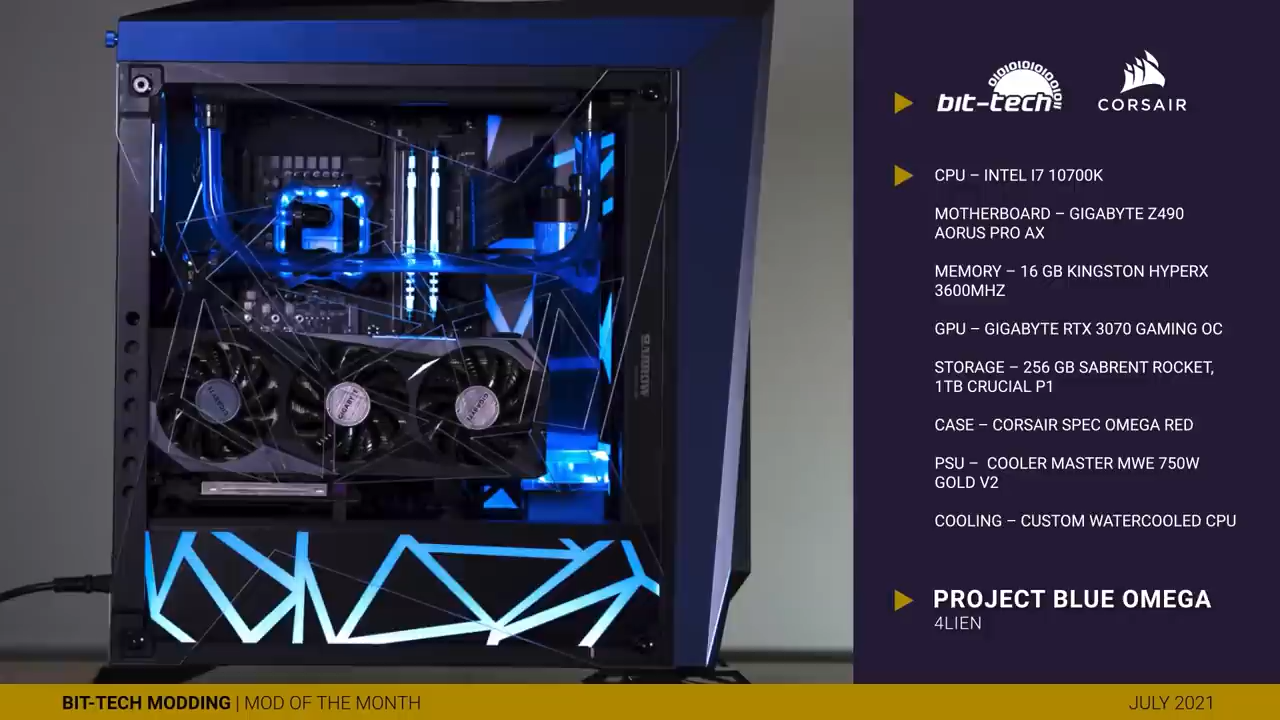 bit-tech
CORSAIR
CPU – INTEL I7 10700K
MOTHERBOARD – GIGABYTE Z490
AORUS PRO AX
MEMORY – 16 GB KINGSTON HYPERX
3600MHZ
GPU – GIGABYTE RTX 3070 GAMING OC
STORAGE – 256 GB SABRENT ROCKET,
1TB CRUCIAL P1
CASE – CORSAIR SPEC OMEGA RED
PSU –  COOLER MASTER MWE 750W
GOLD V2
COOLING – CUSTOM WATERCOOLED CPU
PROJECT BLUE OMEGA
4LIEN
GIGABYTE
GIGABYTE
GIGABYTE
BIT-TECH MODDING | MOD OF THE MONTH
JULY 2021